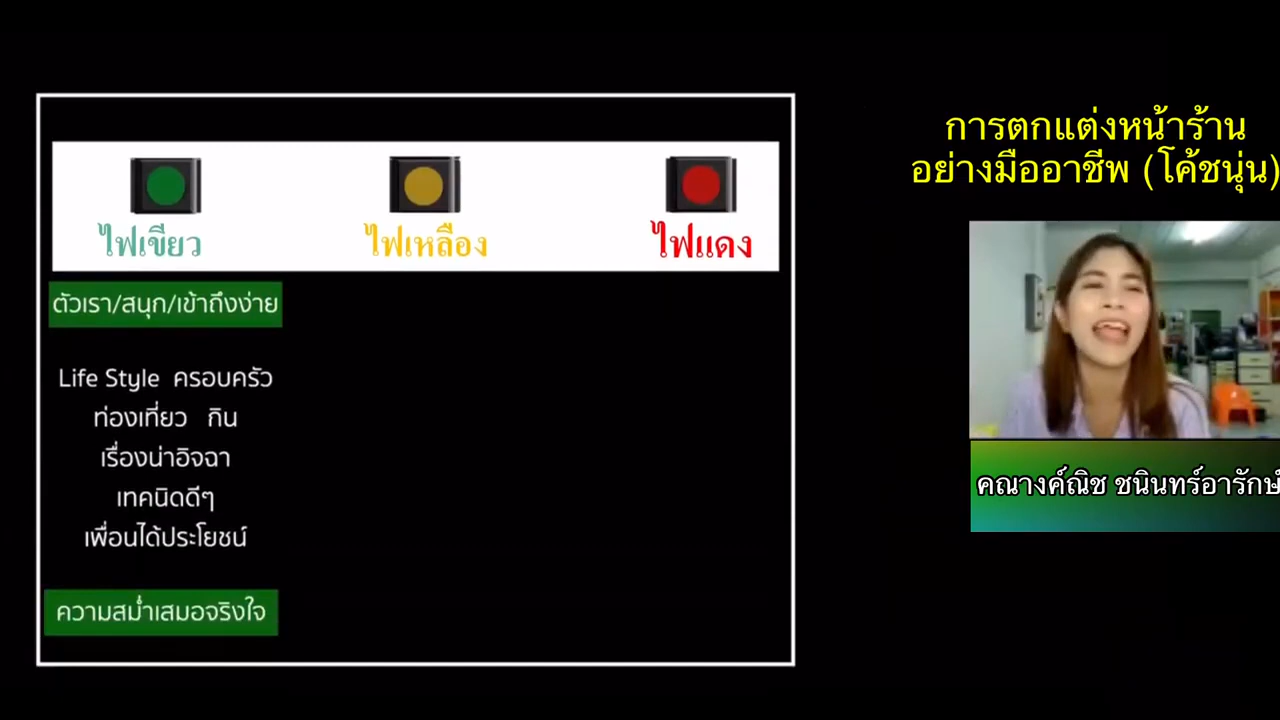 ไฟเขียว
ไฟเหลือง
ไฟแดง
ตัวเรา/สนุก/เข้าถึงง่าย
Life Style ครอบครัว
ท่องเที่ยว กิน
เรื่องน่าอิจฉา
เทคนิดดีๆ
เพื่อนได้ประโยชน์
ความสม่ำเสมอจริงใจ
การตกแต่งหน้าร้าน
อย่างมืออาชีพ (โค้ชนุ่น)
คณางค์ณิช ชนินทร์อารักษ์